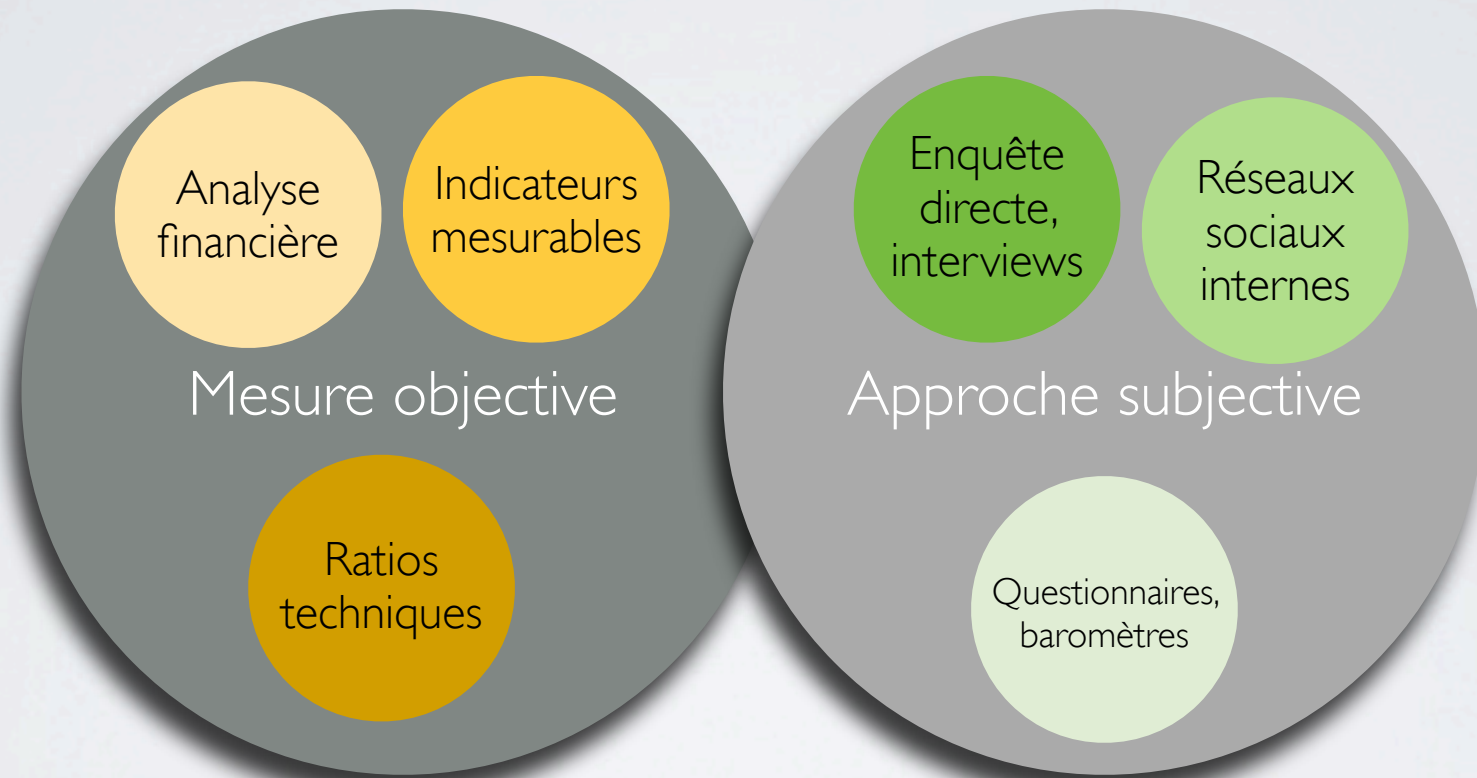 Analyse
financière
Indicateurs
mesurables
Mesure objective
Ratios
techniques
Enquête
directe,
interviews
Réseaux
sociaux
internes
Approche subjective
Questionnaires,
baromètres